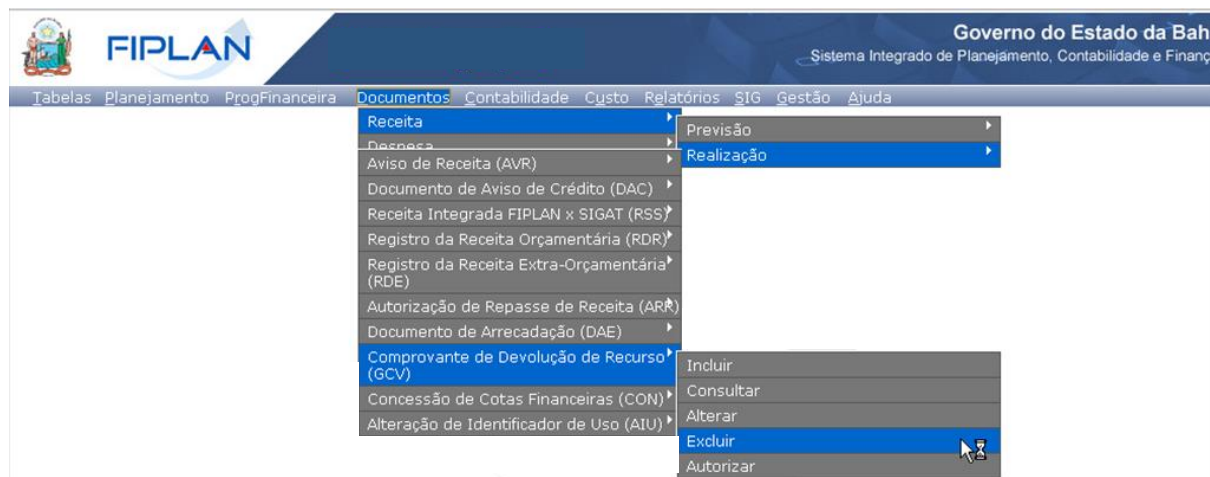 FIPLAN
Governo do Estado da Bah
Sistema Integrado de Planejamento, Contabilidade e Finanç
Tabelas Planejamento ProgFinanceira Documentos Contabilidade Custo Relatórios SIG Gestão Ajuda
Receita
Despesa
Previsão
Realização
Aviso de Receita (AVR)
Documento de Aviso de Crédito (DAC)
Receita Integrada FIPLAN x SIGAT (RSS)
Registro da Receita Orçamentária (RDR)
Registro da Receita Extra-Orçamentária
(RDE)
Autorização de Repasse de Receita (ARR)
Documento de Arrecadação (DAE)
Comprovante de Devolução de Recurso
(GCV)
Concessão de Cotas Financeiras (CON)
Alteração de Identificador de Uso (AIU)
Incluir
Consultar
Alterar
Excluir
Autorizar